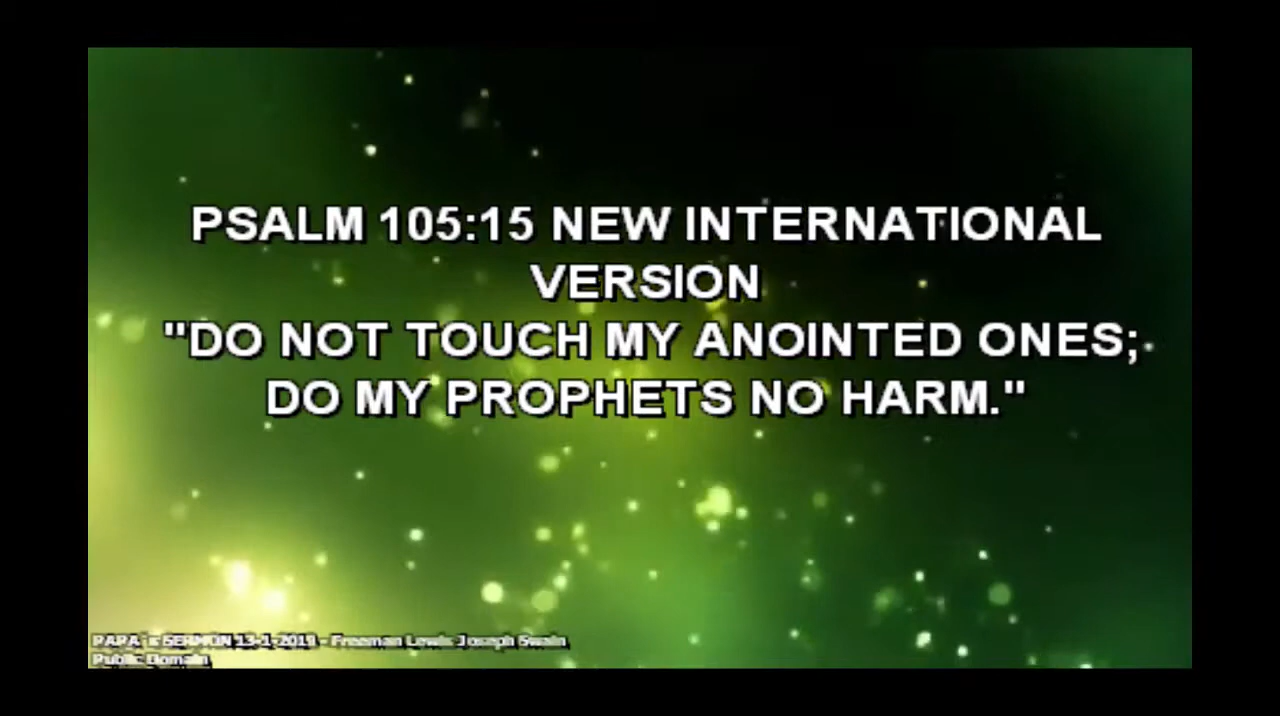 PSALM 105:15 NEW INTERNATIONAL
VERSION
"DO NOT TOUCH MY ANOINTED ONES;
DO MY PROPHETS NO HARM."
PAPA`s SERMON 13-1-2019 - Freeman Lewis Joseph Swain
Public Domain